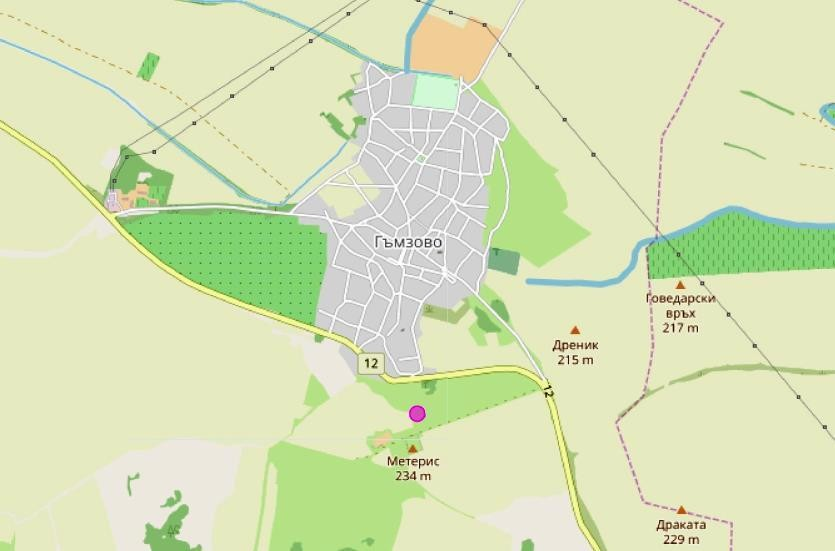 Гъмзово
Говедарски
връх
217 m
Дреник
215 m
12
12
Метерис
234 m
Драката
229 m